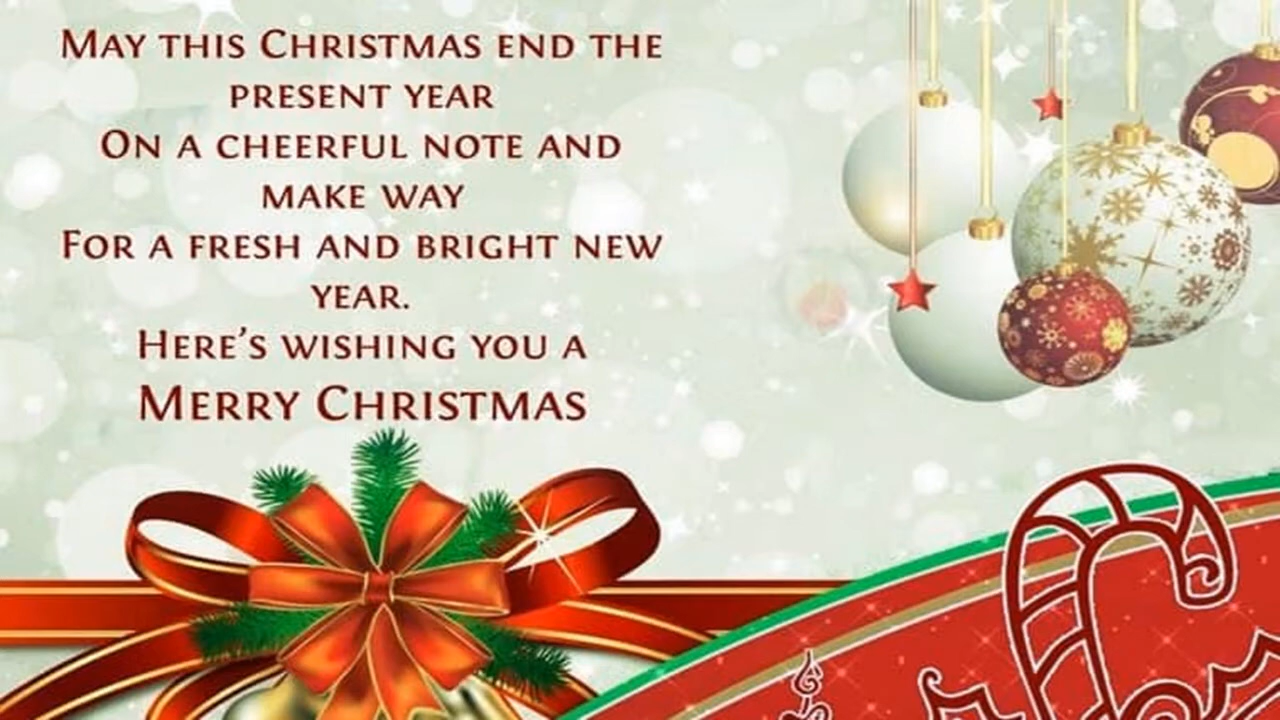 May this Christmas end the
present year
On a cheerful note and
make way
For a fresh and bright new
year.
Here's wishing you a
Merry Christmas